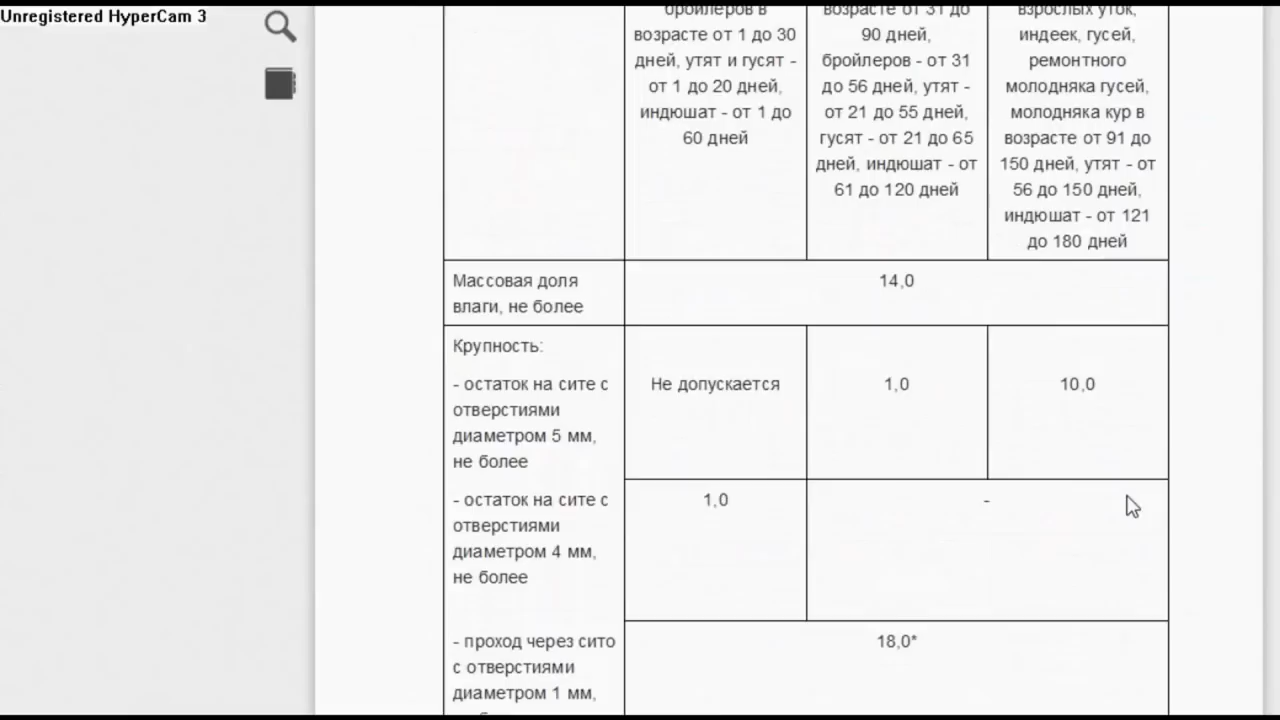 Unregistered HyperCam 3
бройлеров в
возрасте от 1 до 30
дней, утят и гусят -
от 1 до 20 дней,
индюшат - от 1 до
60 дней
возрасте от 31 до
90 дней,
бройлеров - от 31
до 56 дней, утят -
от 21 до 55 дней,
гусят - от 21 до 65
дней, индюшат - от
61 до 120 дней
взрослых уток,
индеек, гусей,
ремонтного
молодняка гусей,
молодняка кур в
возрасте от 91 до
150 дней, утят - от
56 до 150 дней,
индюшат - от 121
до 180 дней
Массовая доля
влаги, не более
14,0
Крупность:
- остаток на сите с
отверстиями
диаметром 5 мм,
не более
Не допускается
1,0
10,0
- остаток на сите с
отверстиями
диаметром 4 мм,
не более
1,0
-
- проход через сито
с отверстиями
диаметром 1 мм,
18,0*